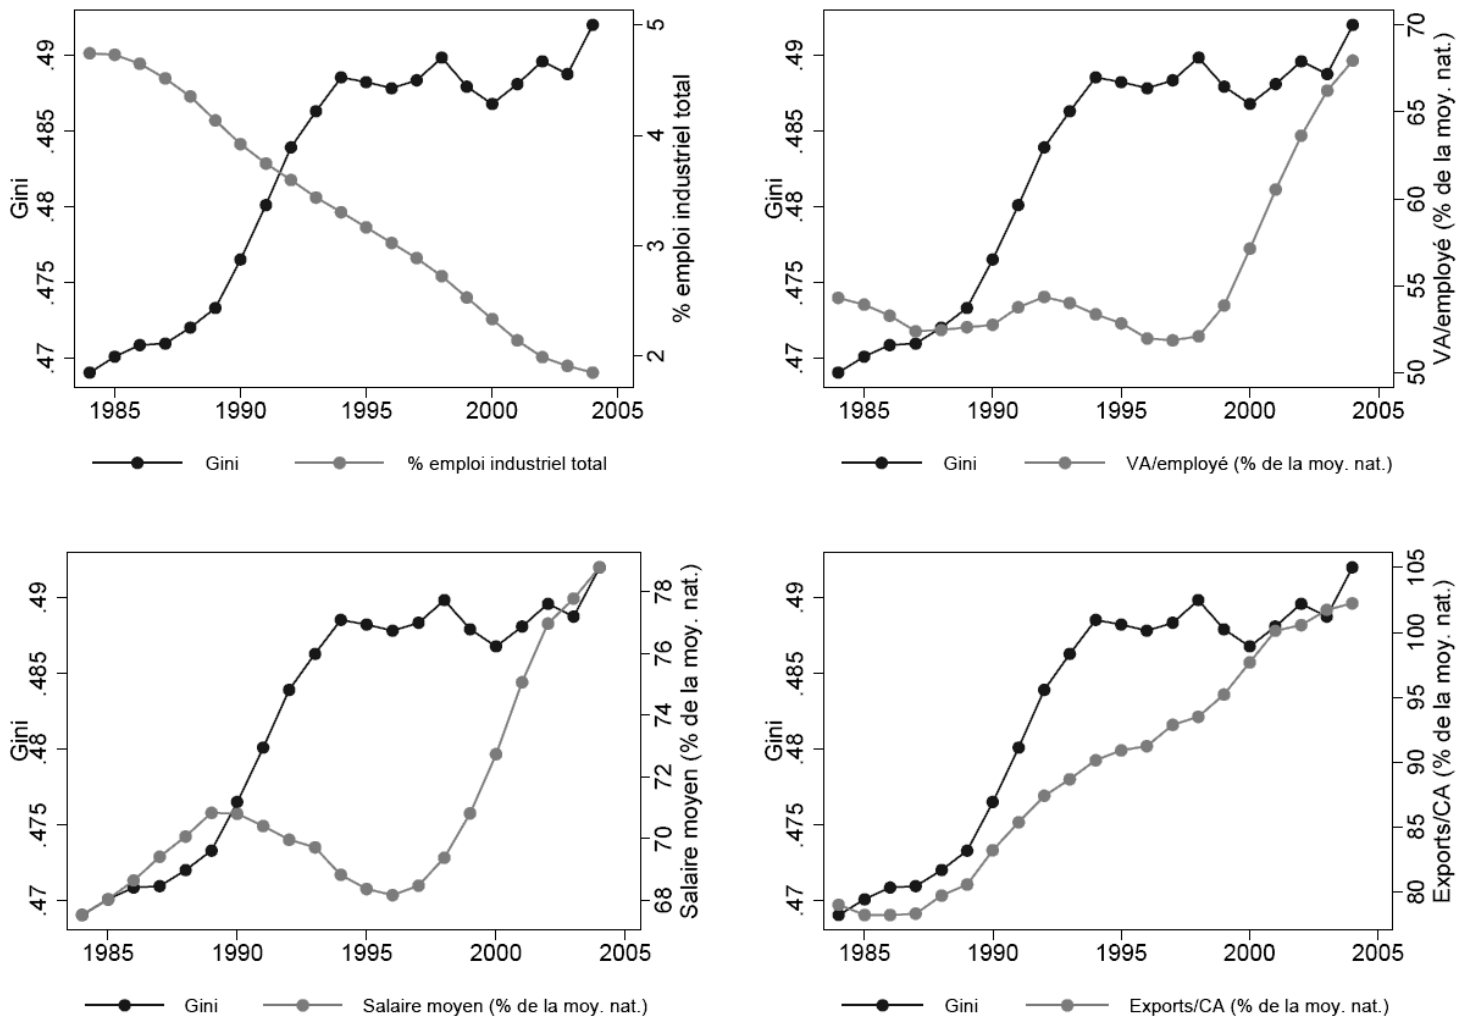 Gini
.47 .475 .48 .485 .49
% emploi industriel total
2 3 4 5
1985 1990 1995 2000 2005
Gini % emploi industriel total
Gini
.47 .475 .48 .485 .49
VA/employé (% de la moy. nat.)
50 55 60 65 70
1985 1990 1995 2000 2005
Gini VA/employé (% de la moy. nat.)
Gini
.47 .475 .48 .485 .49
Salaire moyen (% de la moy. nat.)
68 70 72 74 76 78
1985 1990 1995 2000 2005
Gini Salaire moyen (% de la moy. nat.)
Gini
.47 .475 .48 .485 .49
Exports/CA (% de la moy. nat.)
80 85 90 95 100 105
1985 1990 1995 2000 2005
Gini Exports/CA (% de la moy. nat.)